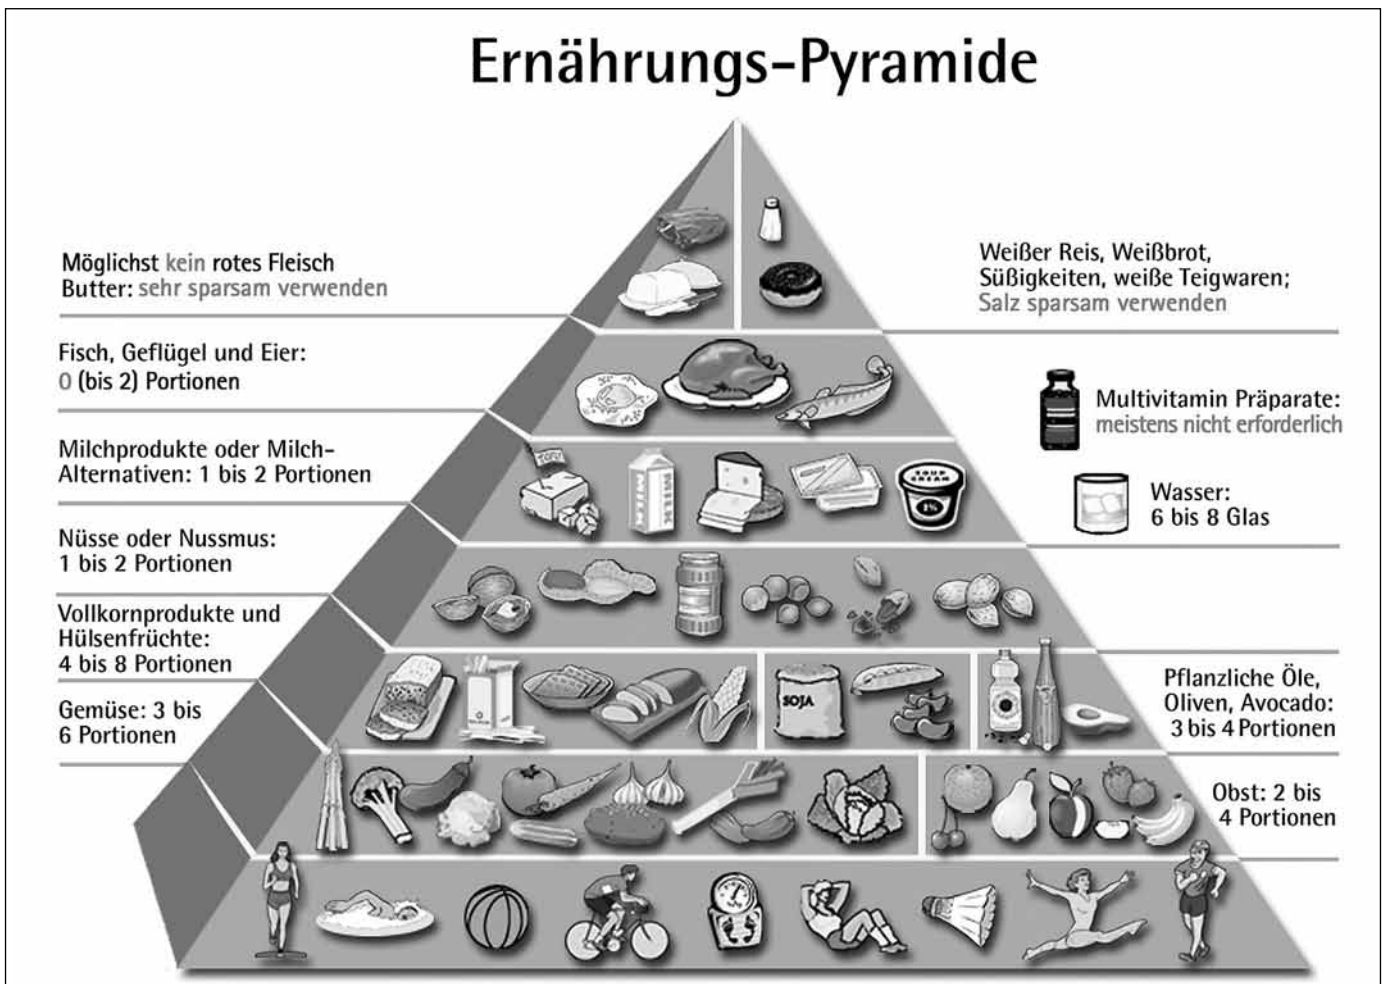 Ernährungs-Pyramide
Möglichst kein rotes Fleisch
Butter: sehr sparsam verwenden
Weißer Reis, Weißbrot,
Süßigkeiten, weiße Teigwaren;
Salz sparsam verwenden
Fisch, Geflügel und Eier:
0 (bis 2) Portionen
Multivitamin Präparate:
meistens nicht erforderlich
Milchprodukte oder Milch-
Alternativen: 1 bis 2 Portionen
TOFU
MILK
MILK
SOUP
CREAM
Wasser:
6 bis 8 Glas
Nüsse oder Nussmus:
1 bis 2 Portionen
Vollkornprodukte und
Hülsenfrüchte:
4 bis 8 Portionen
SOJA
Pflanzliche Öle,
Oliven, Avocado:
3 bis 4 Portionen
Gemüse: 3 bis
6 Portionen
Obst: 2 bis
4 Portionen